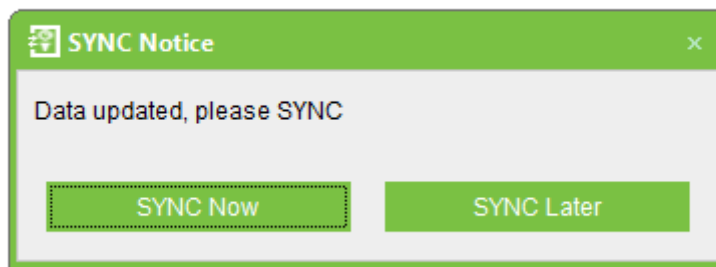 SYNC Notice
Data updated, please SYNC
SYNC Now
SYNC Later